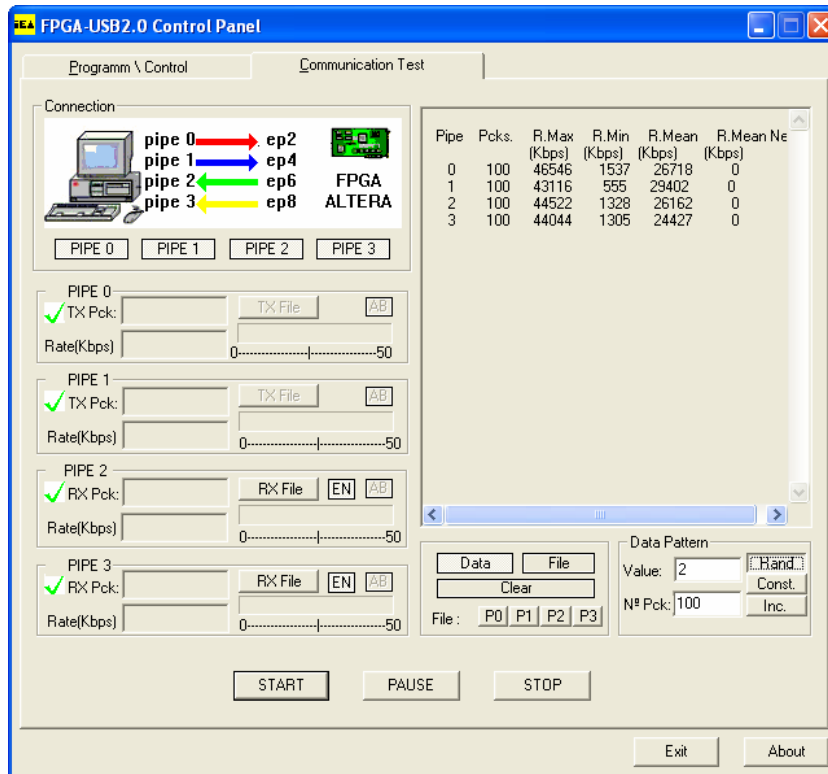 GEA FPGA-USB2.0 Control Panel
Programm \ Control Communication Test
Connection
pipe 0 ep2
pipe 1 ep4
pipe 2 ep6
pipe 3 ep8
FPGA
ALTERA
PIPE 0 PIPE 1 PIPE 2 PIPE 3
PIPE 0
TX Pck: TX File AB
Rate(Kbps) 0-----------------|----------------50
PIPE 1
TX Pck: TX File AB
Rate(Kbps) 0-----------------|----------------50
PIPE 2
RX Pck: RX File EN AB
Rate(Kbps) 0-----------------|----------------50
PIPE 3
RX Pck: RX File EN AB
Rate(Kbps) 0-----------------|----------------50
Pipe Pcks. R.Max R.Min R.Mean R.Mean Ne
(Kbps) (Kbps) (Kbps) (Kbps)
0 100 46546 1537 26718 0
1 100 43116 555 29402 0
2 100 44522 1328 26162 0
3 100 44044 1305 24427 0
Data File
Clear
File : P0 P1 P2 P3
Data Pattern
Value: 2 Rand.
Const.
Nº Pck: 100 Inc.
START PAUSE STOP
Exit About